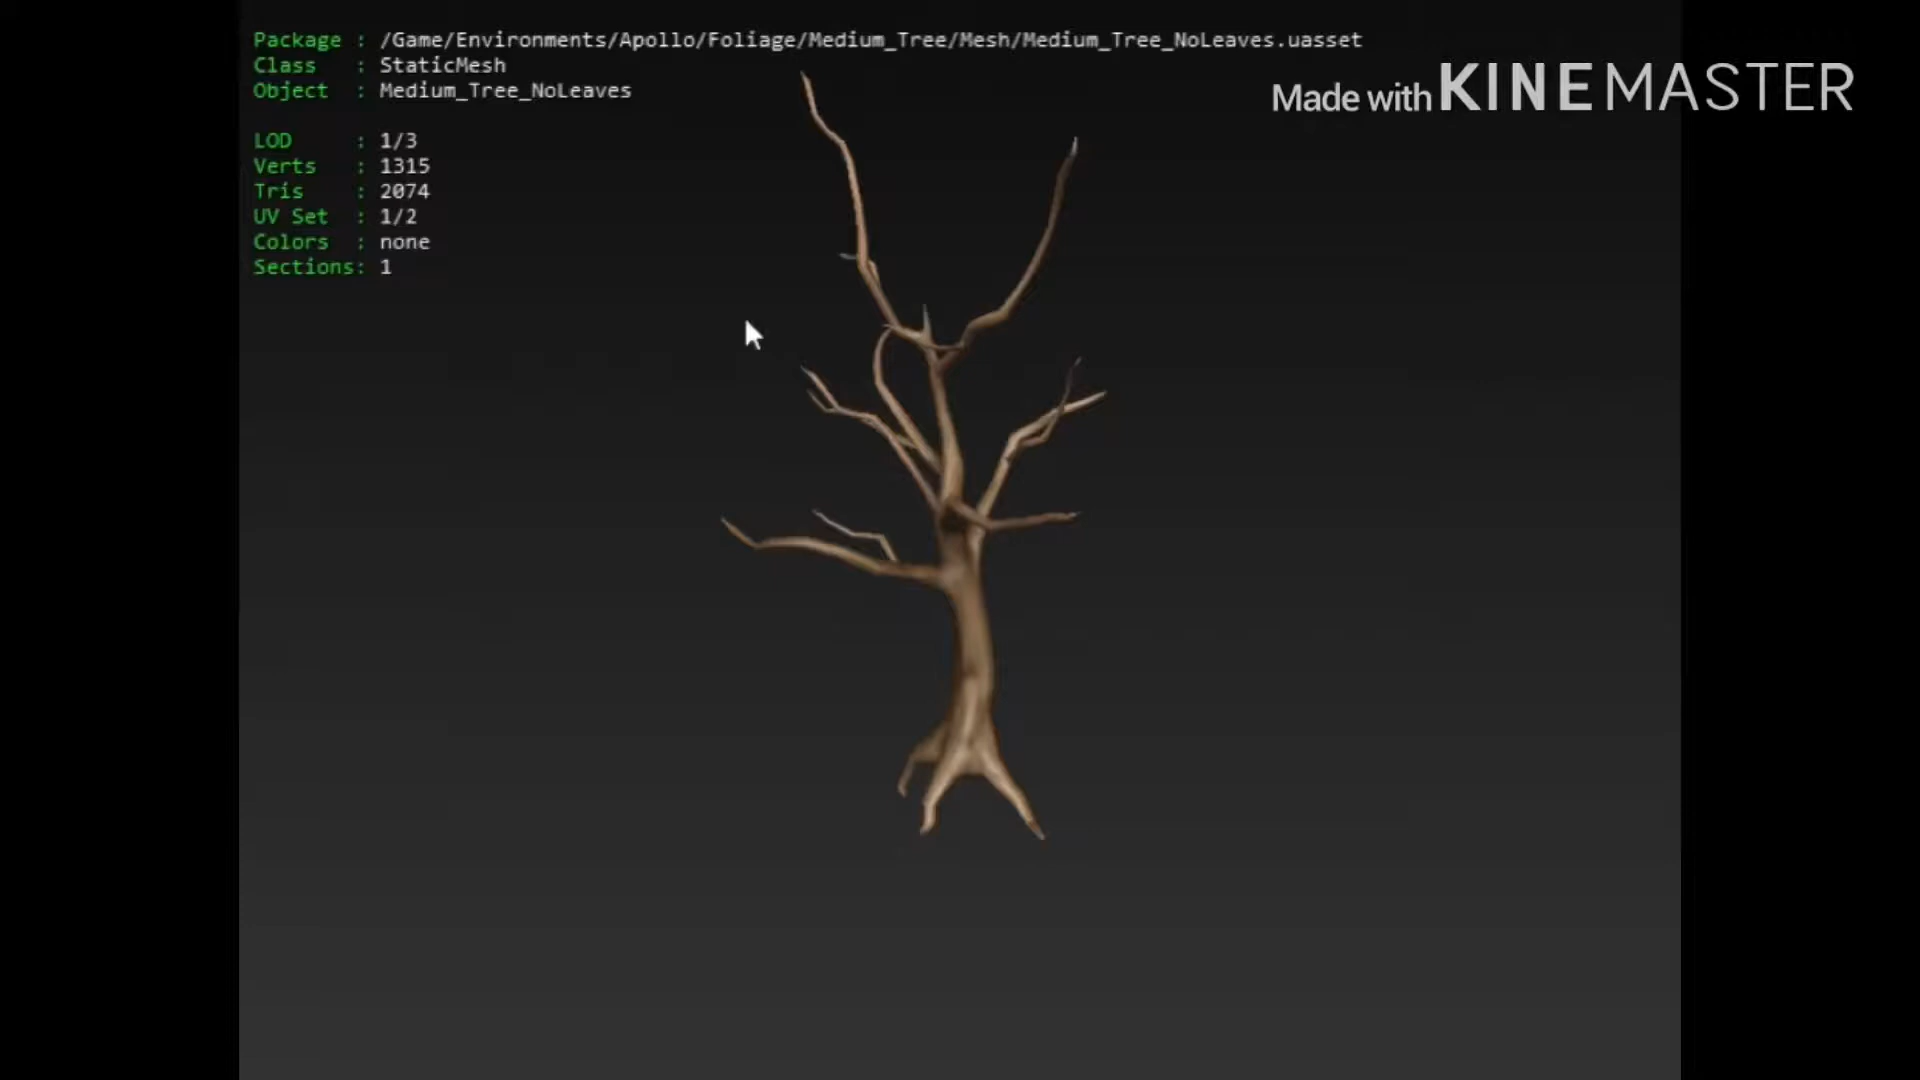 Package : /Game/Environments/Apollo/Foliage/Medium_Tree/Mesh/Medium_Tree_NoLeaves.uasset
Class : StaticMesh
Object : Medium_Tree_NoLeaves
Made with KINEMASTER
LOD : 1/3
Verts : 1315
Tris : 2074
UV Set : 1/2
Colors : none
Sections: 1